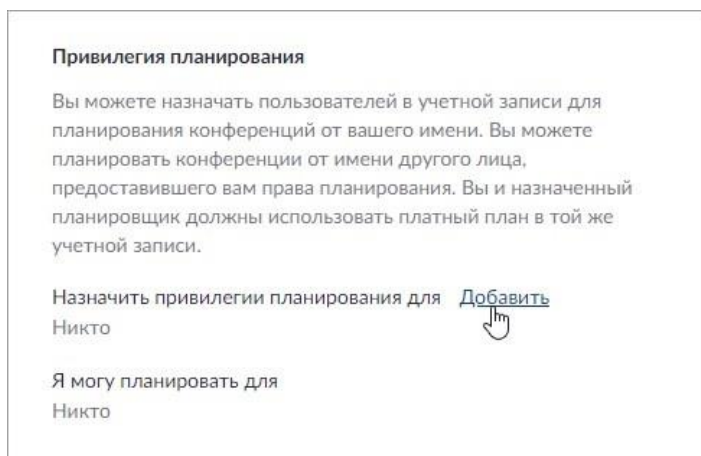 Привилегия планирования
Вы можете назначать пользователей в учетной записи для
планирования конференций от вашего имени. Вы можете
планировать конференции от имени другого лица,
предоставившего вам права планирования. Вы и назначенный
планировщик должны использовать платный план в той же
учетной записи.
Назначить привилегии планирования для Добавить
Никто
Я могу планировать для
Никто